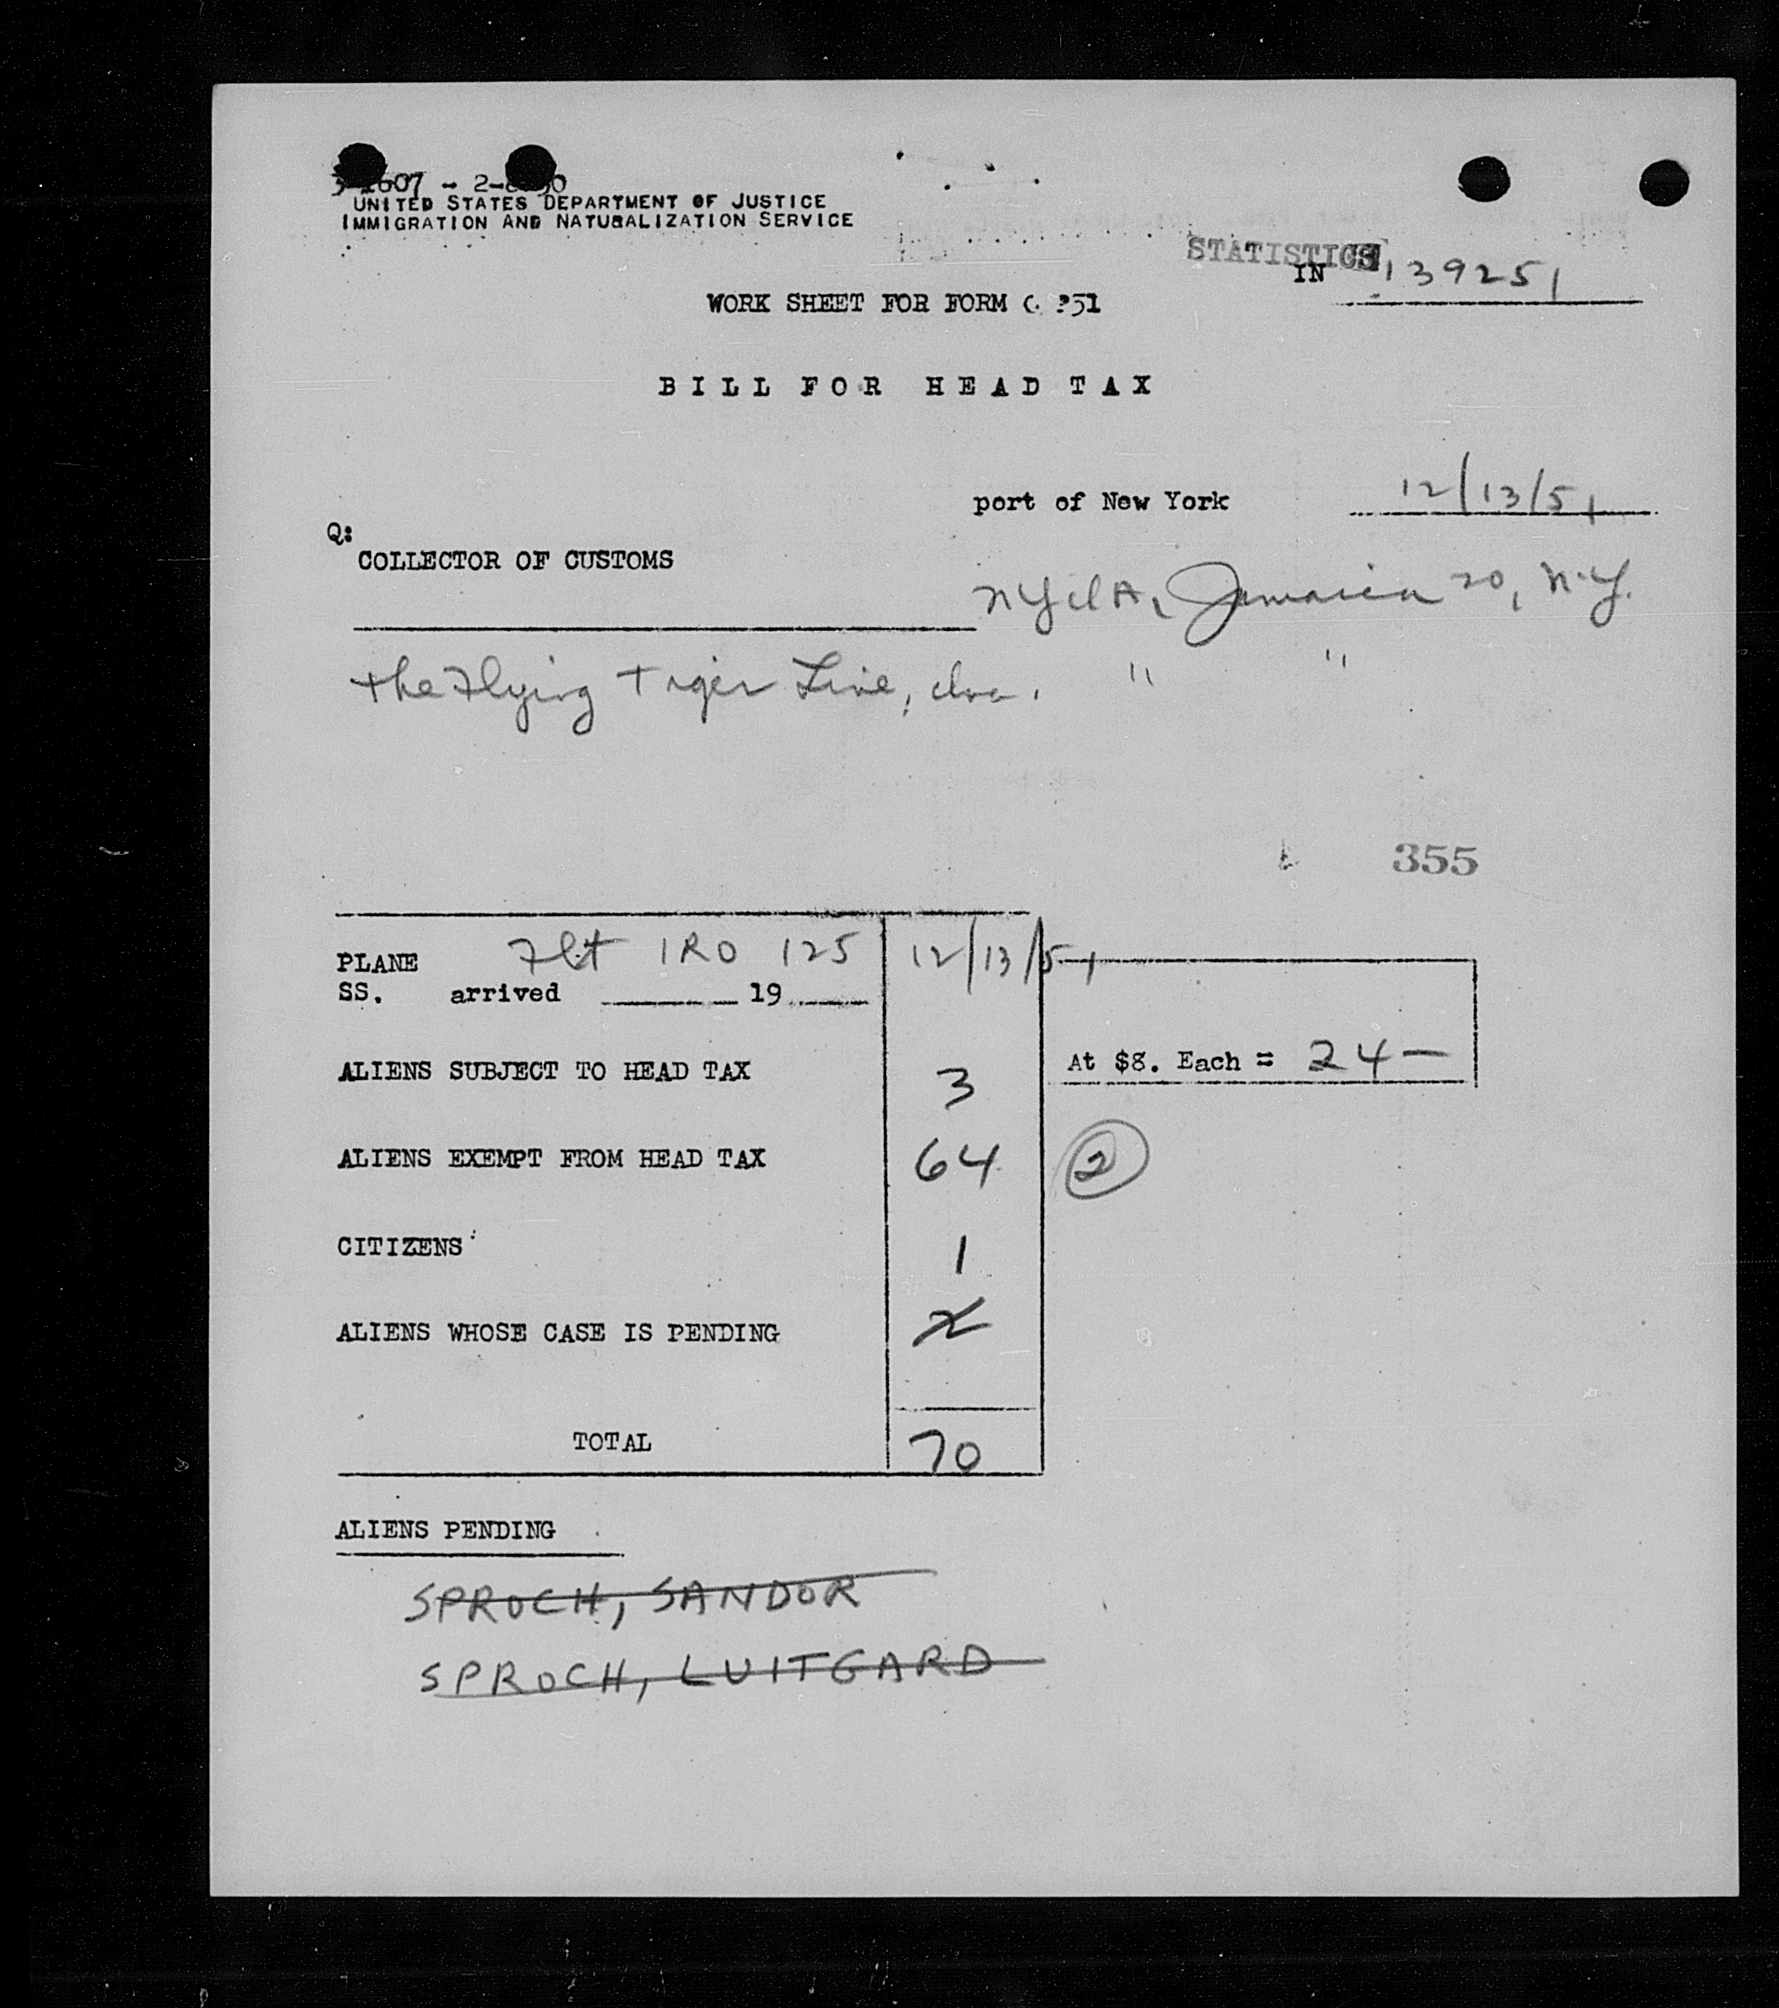 1607 - 2-
UNITED STATES DEPARTMENT OF JUSTICE
IMMIGRATION AND NATURALIZATION SERVICE
STATISTICS
IN 139251
WORK SHEET FOR FORM 51
BILL FOR HEAD TAX
port of New York 12/13/51
Q:
COLLECTOR OF CUSTOMS
NYIA, Jamaica 20, N.Y.
The Flying Tiger Line, Inc. " "
355
PLANE Flt IRO 125 12/13/51
SS. arrived 19
ALIENS SUBJECT TO HEAD TAX 3 At $8. Each = 24—
ALIENS EXEMPT FROM HEAD TAX 64 2
CITIZENS 1
ALIENS WHOSE CASE IS PENDING 2
TOTAL 70
ALIENS PENDING
SPROCH, SANDOR
SPROCH, LUITGARD